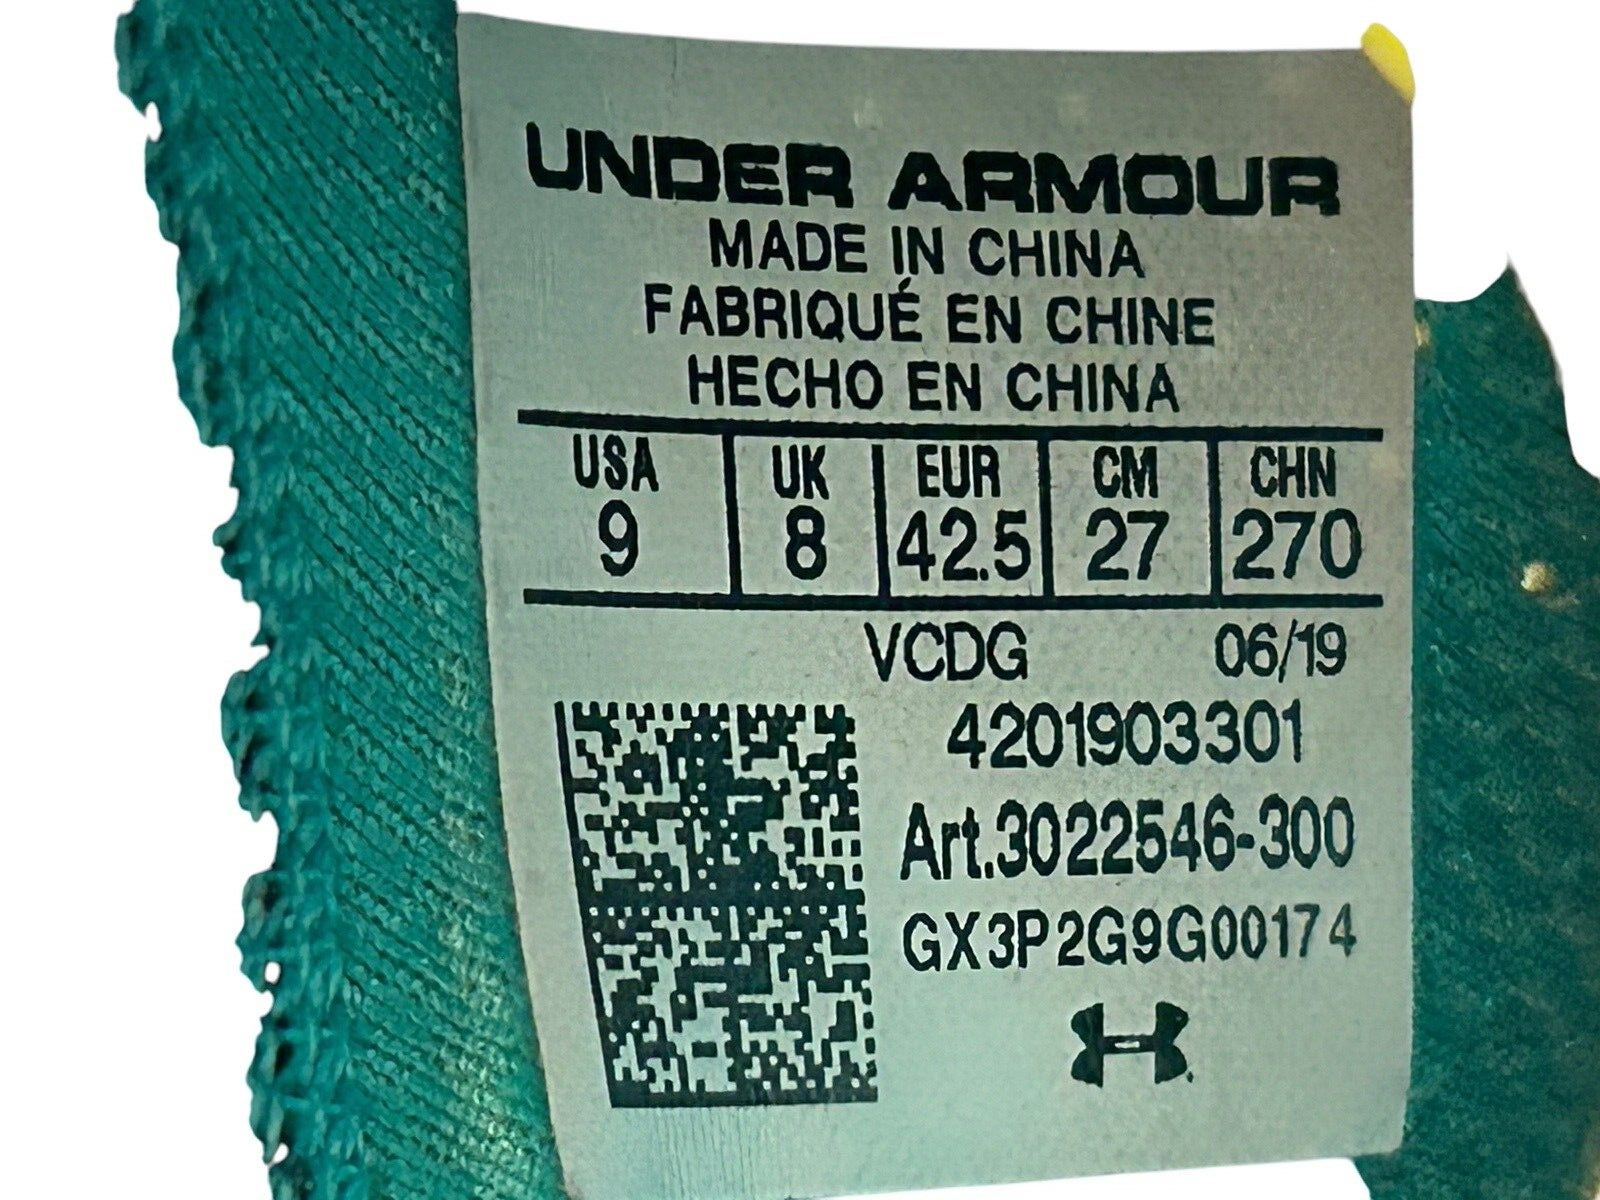 UNDER ARMOUR
MADE IN CHINA
FABRIQUÉ EN CHINE
HECHO EN CHINA
USA UK EUR CM CHN
9 8 42.5 27 270
VCDG 06/19
4201903301
Art.3022546-300
GX3P2G9G00174